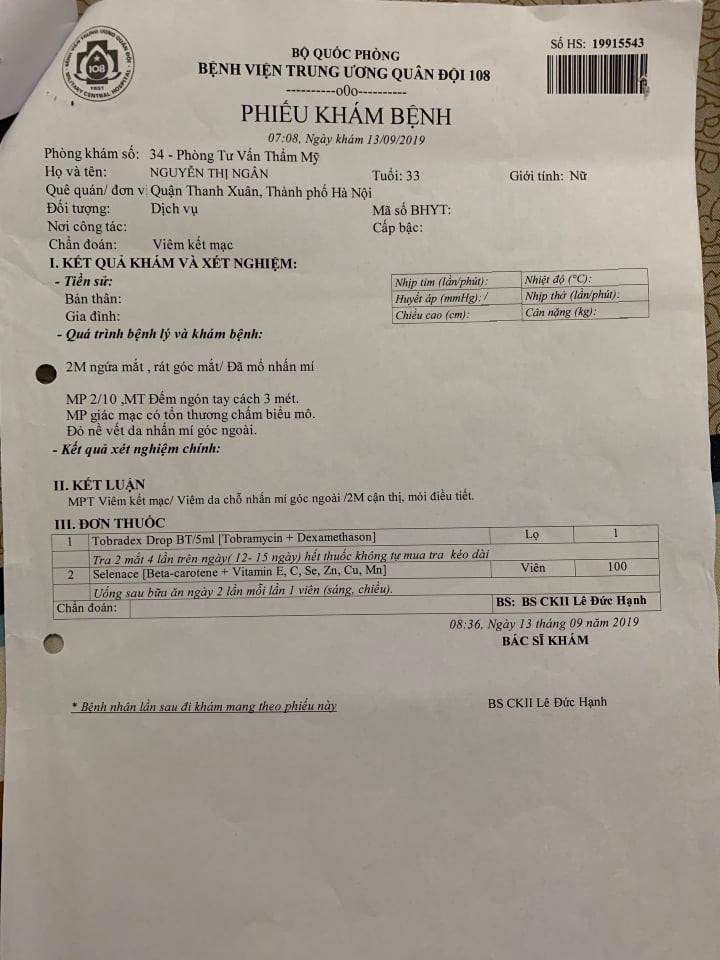 BỆNH VIỆN TRUNG ƯƠNG QUÂN ĐỘI
108
1951
MILITARY CENTRAL HOSPITAL
BỘ QUỐC PHÒNG
BỆNH VIỆN TRUNG ƯƠNG QUÂN ĐỘI 108
----------o0o----------
Số HS: 19915543
PHIẾU KHÁM BỆNH
07:08, Ngày khám 13/09/2019
Phòng khám số: 34 - Phòng Tư Vấn Thẩm Mỹ
Họ và tên: NGUYỄN THỊ NGÂN Tuổi: 33 Giới tính: Nữ
Quê quán/ đơn v: Quận Thanh Xuân, Thành phố Hà Nội
Đối tượng: Dịch vụ Mã số BHYT:
Nơi công tác: Cấp bậc:
Chẩn đoán: Viêm kết mạc
I. KẾT QUẢ KHÁM VÀ XÉT NGHIỆM:
- Tiền sử: Nhịp tim (lần/phút): Nhiệt độ (°C):
Bản thân: Huyết áp (mmHg): / Nhịp thở (lần/phút):
Gia đình: Chiều cao (cm): Cân nặng (kg):
- Quá trình bệnh lý và khám bệnh:
2M ngứa mắt , rát góc mắt/ Đã mổ nhấn mí
MP 2/10 ,MT Đếm ngón tay cách 3 mét.
MP giác mạc có tổn thương chấm biểu mô.
Đỏ nề vết da nhấn mí góc ngoài.
- Kết quả xét nghiệm chính:
II. KẾT LUẬN
MPT Viêm kết mạc/ Viêm da chỗ nhấn mí góc ngoài /2M cận thị, mỏi điều tiết.
III. ĐƠN THUỐC
1 Tobradex Drop BT/5ml [Tobramycin + Dexamethason] Lọ 1
Tra 2 mắt 4 lần trên ngày( 12- 15 ngày) hết thuốc không tự mua tra kéo dài
2 Selenace [Beta-carotene + Vitamin E, C, Se, Zn, Cu, Mn] Viên 100
Uống sau bữa ăn ngày 2 lần mỗi lần 1 viên (sáng, chiều).
Chẩn đoán: BS: BS CKII Lê Đức Hạnh
08:36, Ngày 13 tháng 09 năm 2019
BÁC SĨ KHÁM
* Bệnh nhân lần sau đi khám mang theo phiếu này
BS CKII Lê Đức Hạnh